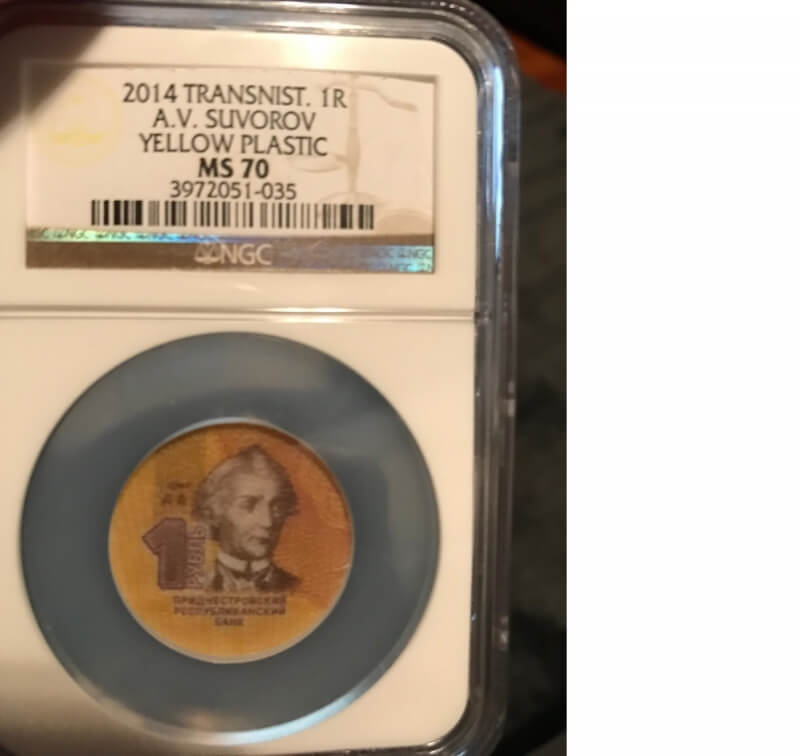 2014 TRANSNIST. 1R
A.V. SUVOROV
YELLOW PLASTIC
MS 70
3972051-035
NGC
1 РУБЛЬ
ПРИДНЕСТРОВСКИЙ
РЕСПУБЛИКАНСКИЙ
БАНК